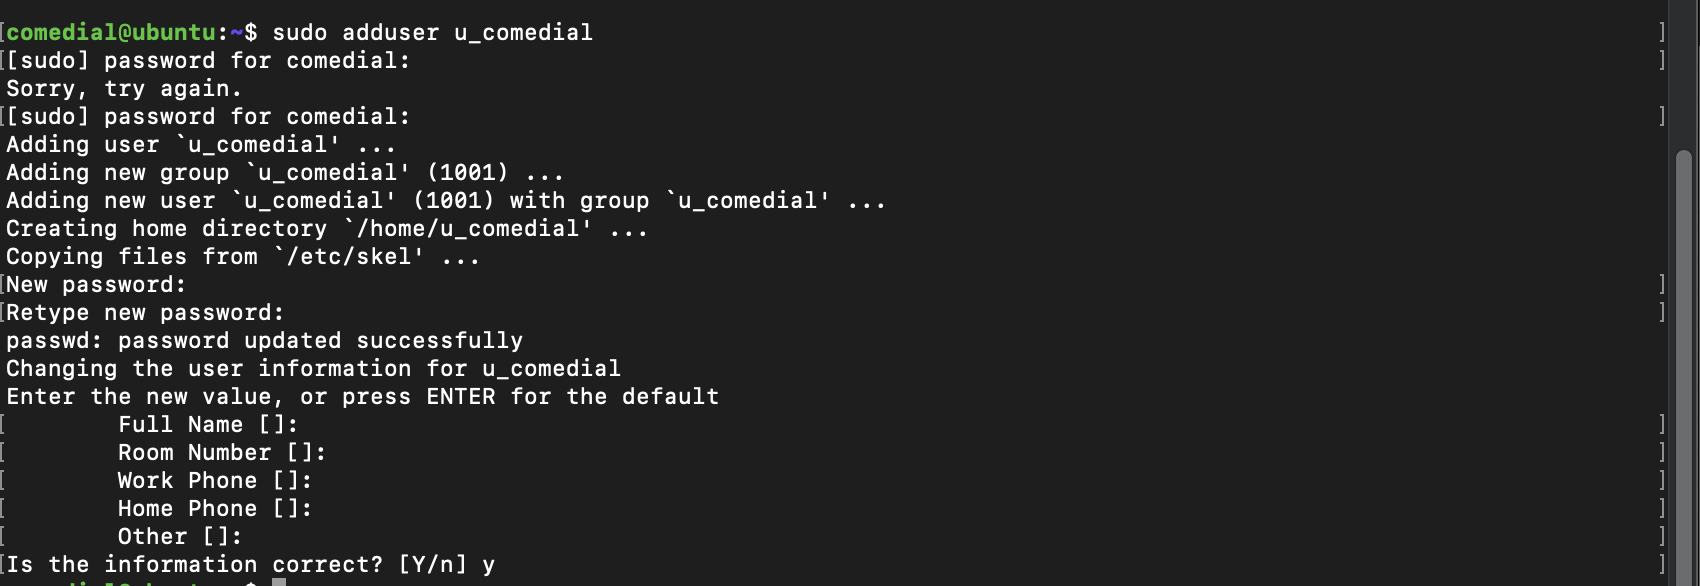 [comedial@ubuntu:~$ sudo adduser u_comedial ]
[[sudo] password for comedial: ]
Sorry, try again.
[[sudo] password for comedial: ]
Adding user `u_comedial' ...
Adding new group `u_comedial' (1001) ...
Adding new user `u_comedial' (1001) with group `u_comedial' ...
Creating home directory `/home/u_comedial' ...
Copying files from `/etc/skel' ...
[New password: ]
[Retype new password: ]
passwd: password updated successfully
Changing the user information for u_comedial
Enter the new value, or press ENTER for the default
[ Full Name []: ]
[ Room Number []: ]
[ Work Phone []: ]
[ Home Phone []: ]
[ Other []: ]
[Is the information correct? [Y/n] y ]